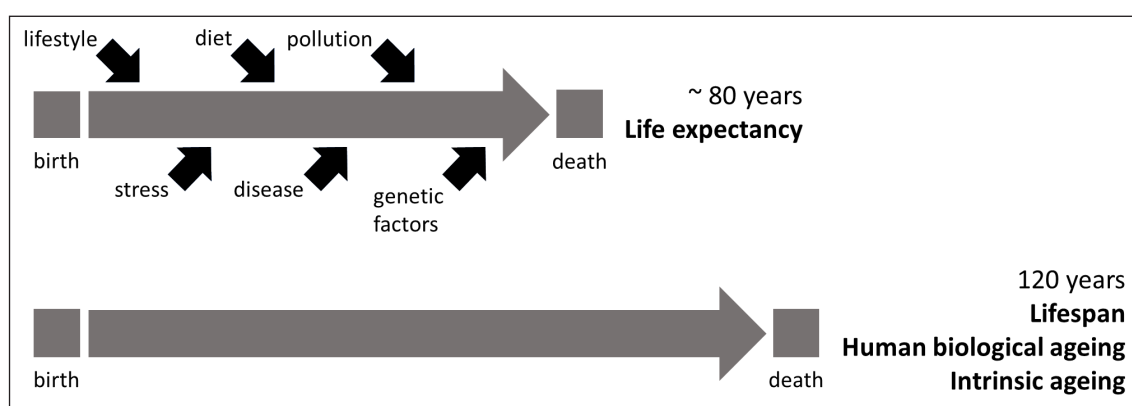 lifestyle
diet
pollution
~ 80 years
Life expectancy
birth
death
stress
disease
genetic
factors
120 years
Lifespan
Human biological ageing
Intrinsic ageing
birth
death